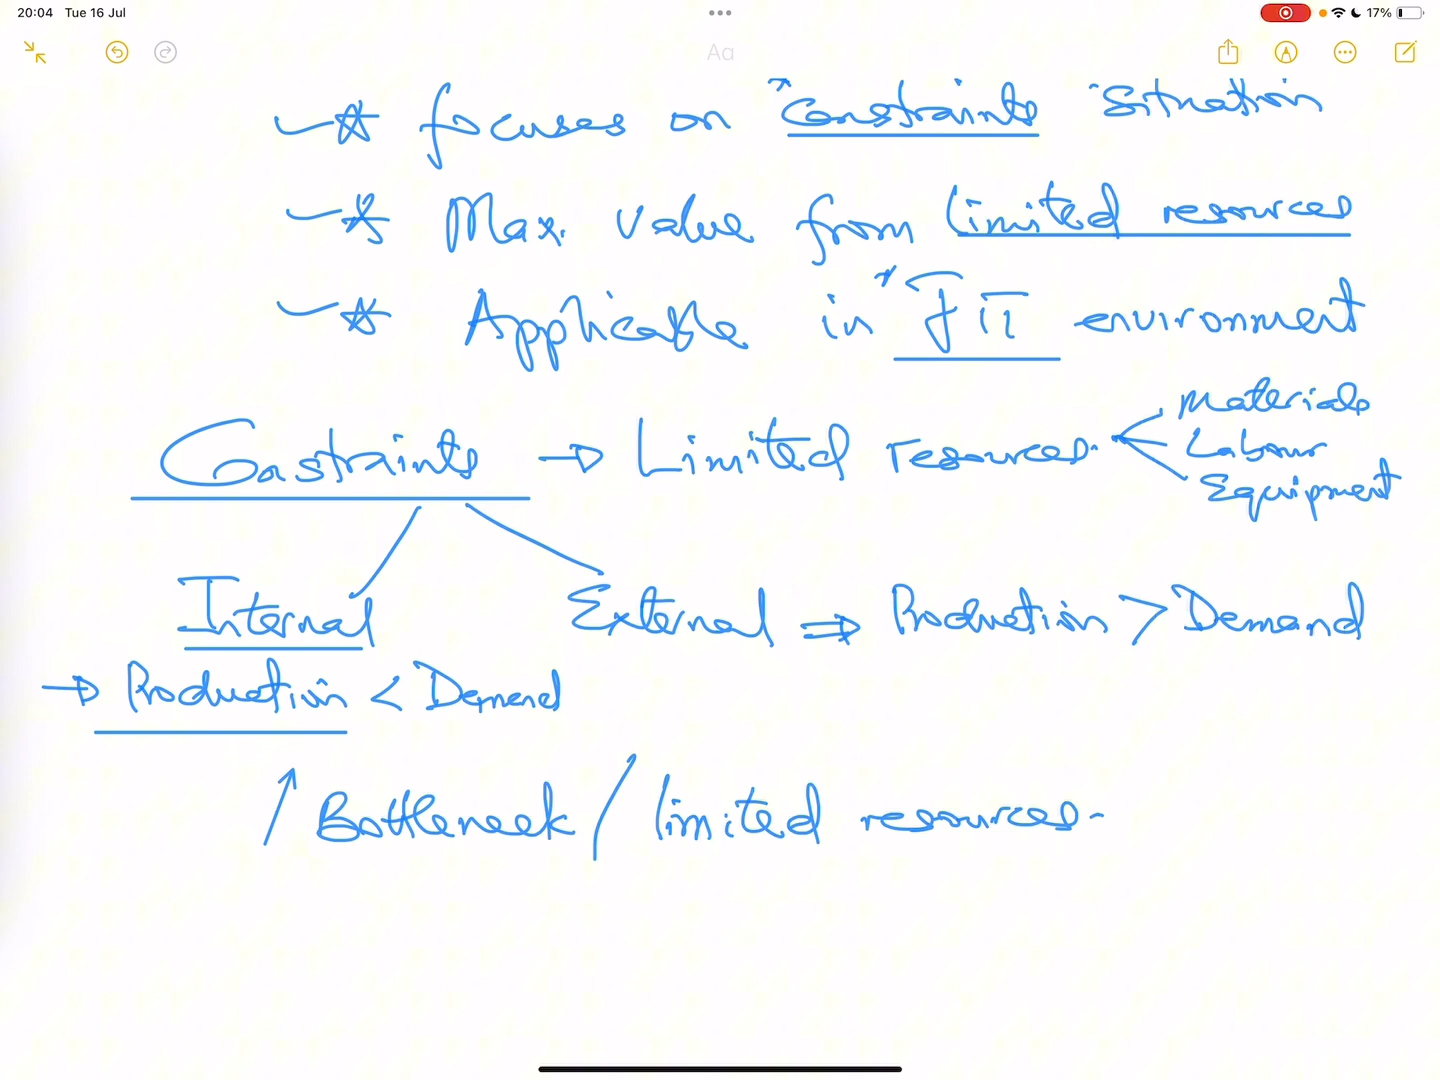 20:04 Tue 16 Jul
17%
Aa
* focuses on "Constraints" Situation
* Max. Value from limited resources
* Applicable in "JIT environment
Constraints → Limited resources.
Materials
Labour
Equipment
Internal External ⇒ Production > Demand
→ Production < Demand
↑ Bottleneck / limited resources.